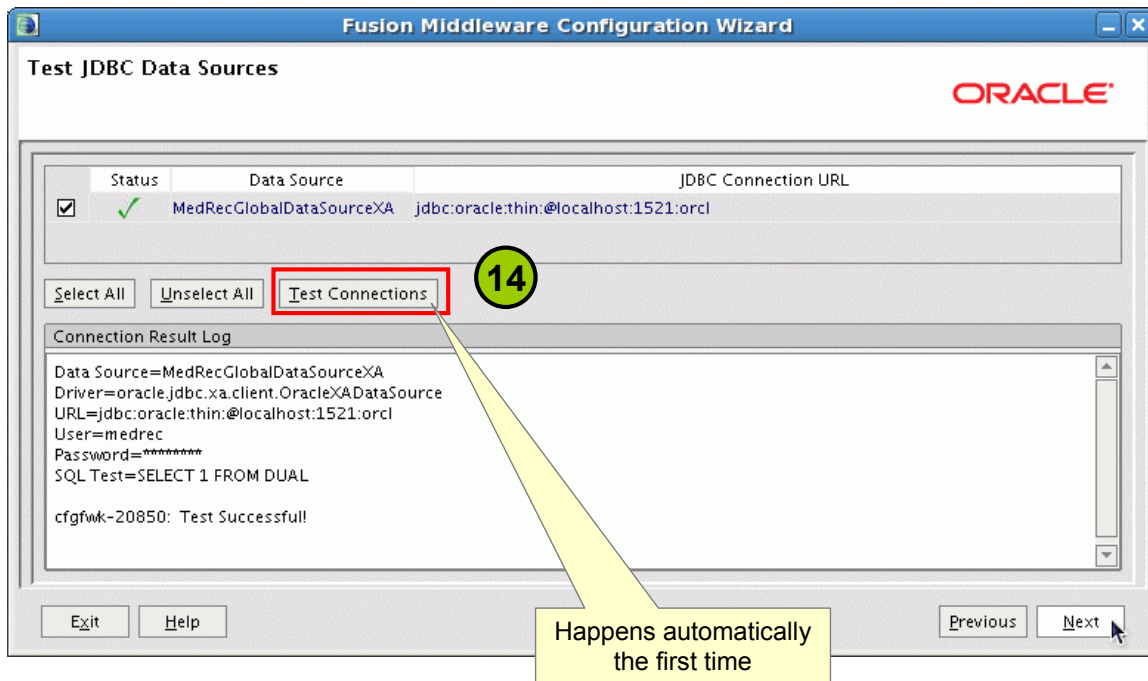 Fusion Middleware Configuration Wizard
Test JDBC Data Sources
ORACLE
Status Data Source JDBC Connection URL
MedRecGlobalDataSourceXA jdbc:oracle:thin:@localhost:1521:orcl
Select All Unselect All Test Connections
14
Connection Result Log
Data Source=MedRecGlobalDataSourceXA
Driver=oracle.jdbc.xa.client.OracleXADataSource
URL=jdbc:oracle:thin:@localhost:1521:orcl
User=medrec
Password=********
SQL Test=SELECT 1 FROM DUAL
cfgfwk-20850: Test Successful!
Exit Help Previous Next
Happens automatically
the first time